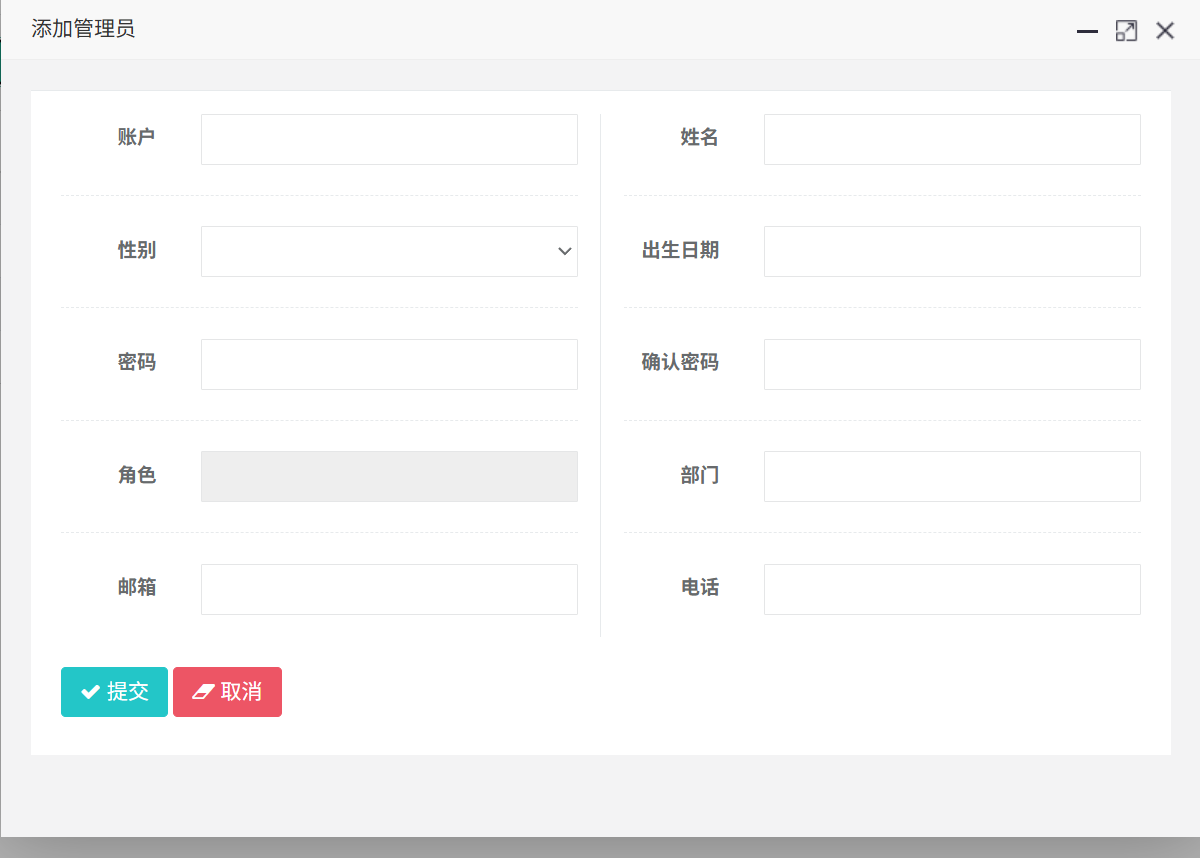 添加管理员
账户
姓名
性别
出生日期
密码
确认密码
角色
部门
邮箱
电话
提交
取消